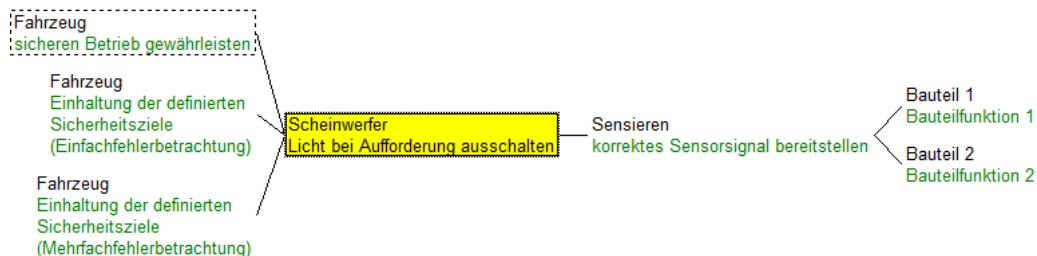 Fahrzeug
sicheren Betrieb gewährleisten
Fahrzeug
Einhaltung der definierten
Sicherheitsziele
(Einfachfehlerbetrachtung)
Fahrzeug
Einhaltung der definierten
Sicherheitsziele
(Mehrfachfehlerbetrachtung)
Scheinwerfer
Licht bei Aufforderung ausschalten
Sensieren
korrektes Sensorsignal bereitstellen
Bauteil 1
Bauteilfunktion 1
Bauteil 2
Bauteilfunktion 2